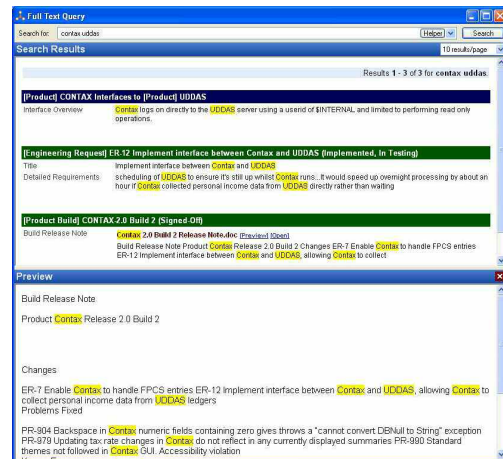 Full Text Query
Search for: contax uddas Helper Search
Search Results 10 results/page
Results 1 - 3 of 3 for contax uddas.
[Product] CONTAX Interfaces to [Product] UDDAS
Interface Overview Contax logs on directly to the UDDAS server using a userid of $INTERNAL and limited to performing read only
operations.
[Engineering Request] ER-12 Implement interface between Contax and UDDAS (Implemented, In Testing)
Title Implement interface between Contax and UDDAS
Detailed Requirements scheduling of UDDAS to ensure it's still up whilst Contax runs...It would speed up overnight processing by about an
hour if Contax collected personal income data from UDDAS directly rather than waiting
[Product Build] CONTAX 2.0 Build 2 (Signed-Off)
Build Release Note Contax 2.0 Build 2 Release Note.doc [Preview] [Open]
Build Release Note Product Contax Release 2.0 Build 2 Changes ER-7 Enable Contax to handle FPCS entries
ER-12 Implement interface between Contax and UDDAS, allowing Contax to collect
Preview
Build Release Note
Product Contax Release 2.0 Build 2
Changes
ER-7 Enable Contax to handle FPCS entries ER-12 Implement interface between Contax and UDDAS, allowing Contax to
collect personal income data from UDDAS ledgers
Problems Fixed
PR-904 Backspace in Contax numeric fields containing zero gives throws a "cannot convert DBNull to String" exception
PR-979 Updating tax rate changes in Contax do not reflect in any currently displayed summaries PR-990 Standard
themes not followed in Contax GUI. Accessibility violation